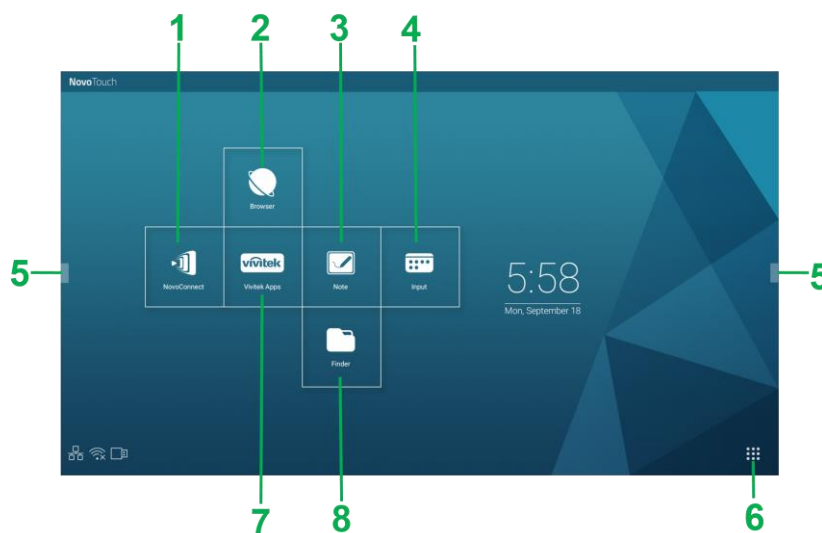 1 2 3 4
NovoTouch
Browser
5 5
vivitek
NovoConnect Vivitek Apps Note Input
5:58
Mon, September 18
Finder
7 8 6